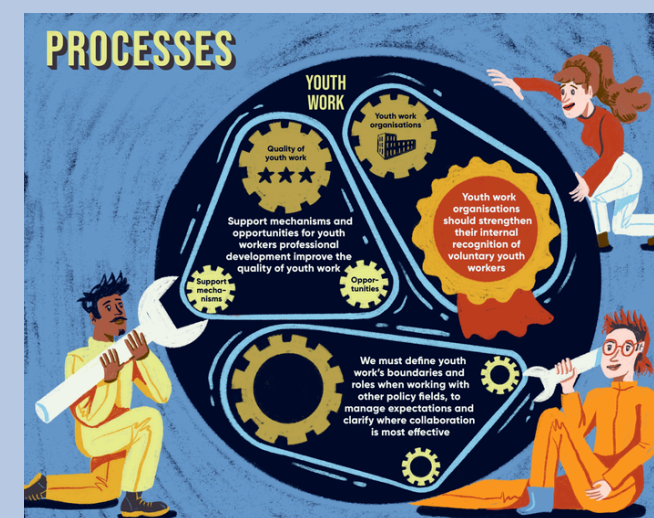 PROCESSES
YOUTH
WORK
Quality of
youth work
Support mechanisms and
opportunities for youth
workers professional
development improve the
quality of youth work
Support
mecha-
nisms
Oppor-
tunities
Youth work
organisations
Youth work
organisations
should strengthen
their internal
recognition of
voluntary youth
workers
We must define youth
work's boundaries and
roles when working with
other policy fields, to
manage expectations and
clarify where collaboration
is most effective